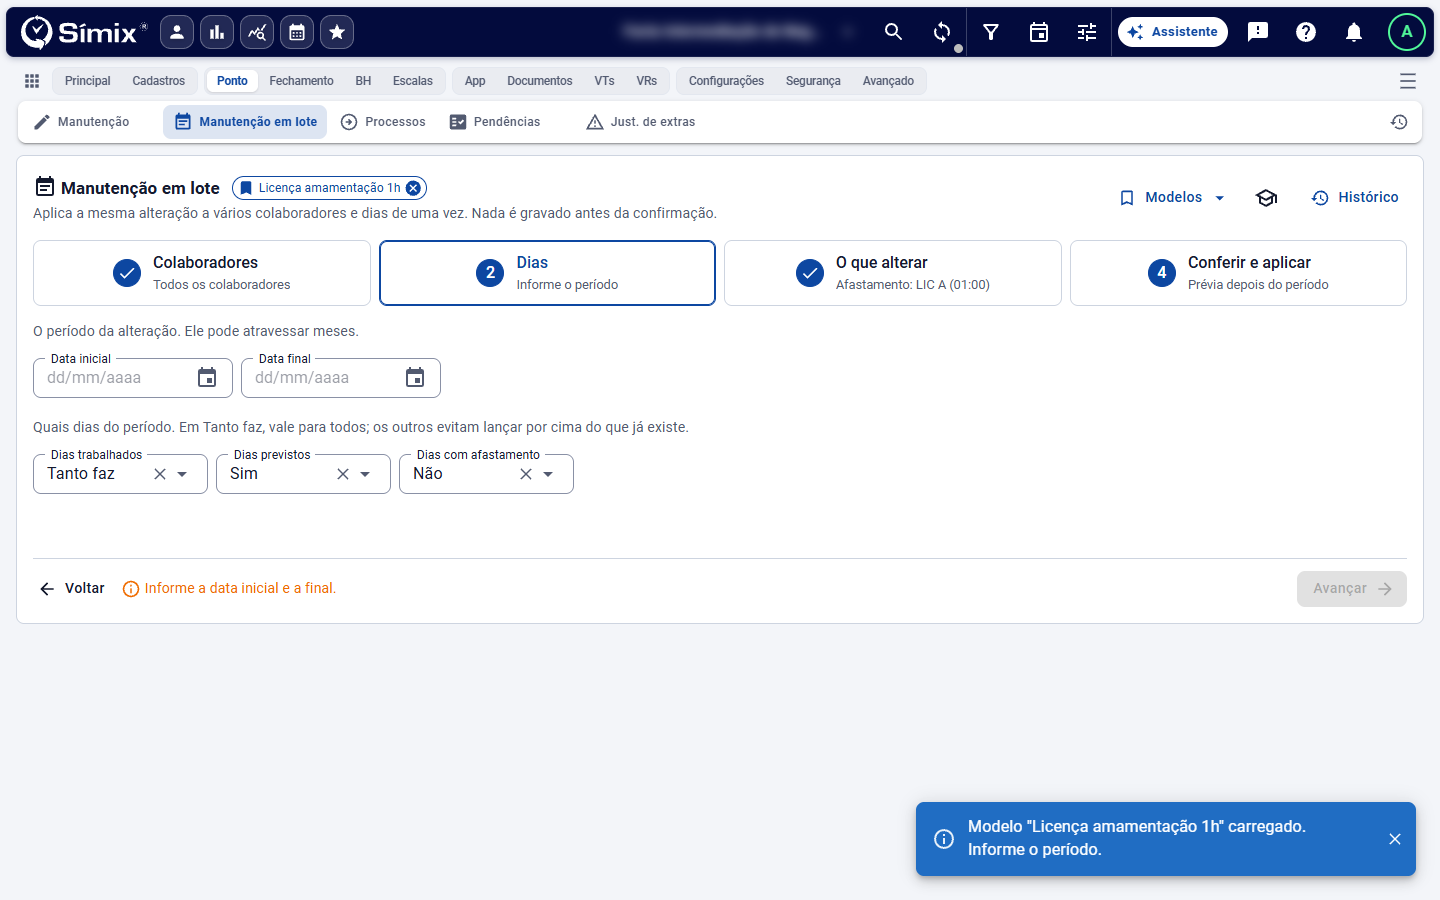 Símix
Assistente
A
Principal Cadastros Ponto Fechamento BH Escalas App Documentos VTs VRs Configurações Segurança Avançado
Manutenção Manutenção em lote Processos Pendências Just. de extras
Manutenção em lote Licença amamentação 1h
Aplica a mesma alteração a vários colaboradores e dias de uma vez. Nada é gravado antes da confirmação.
Modelos Histórico
Colaboradores
Todos os colaboradores
2 Dias
Informe o período
O que alterar
Afastamento: LIC A (01:00)
4 Conferir e aplicar
Prévia depois do período
O período da alteração. Ele pode atravessar meses.
Data inicial Data final
dd/mm/aaaa dd/mm/aaaa
Quais dias do período. Em Tanto faz, vale para todos; os outros evitam lançar por cima do que já existe.
Dias trabalhados Dias previstos Dias com afastamento
Tanto faz Sim Não
Voltar Informe a data inicial e a final. Avançar
Modelo "Licença amamentação 1h" carregado.
Informe o período.